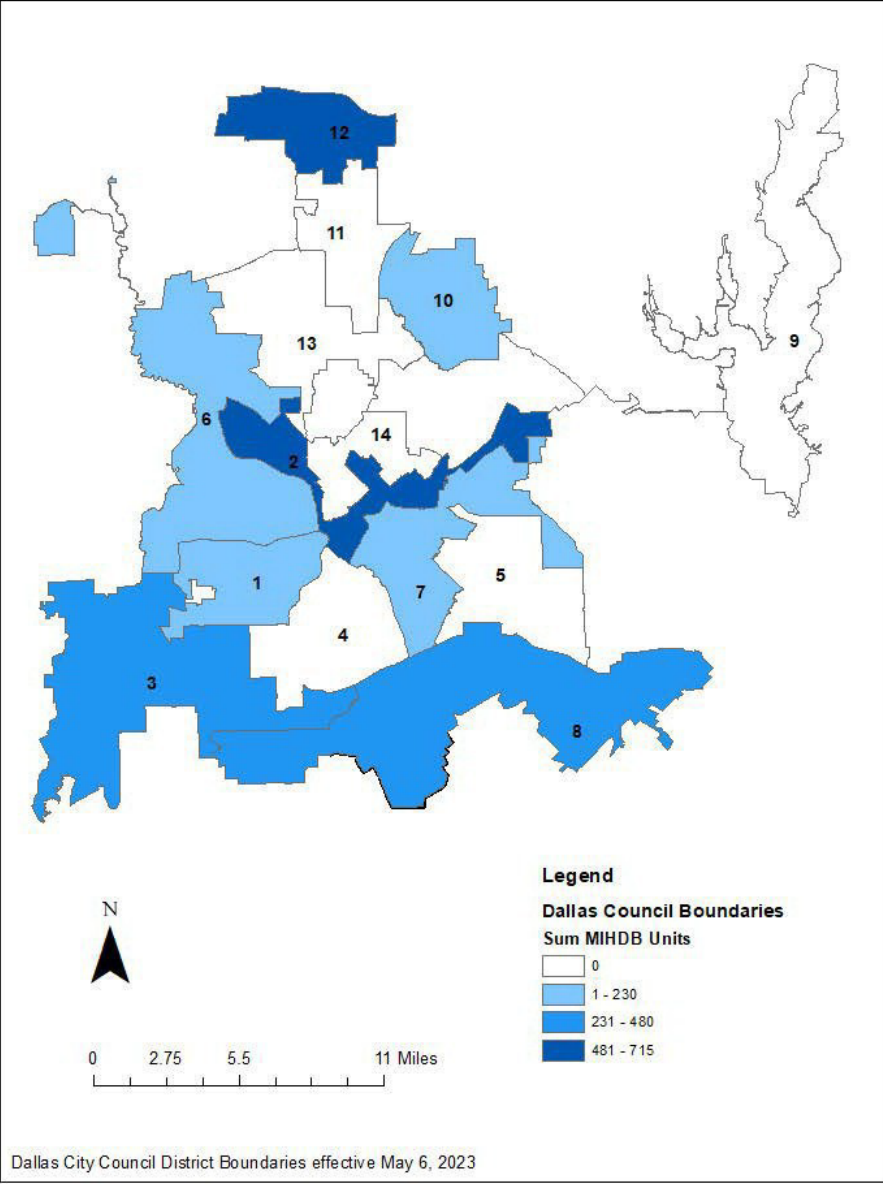 12
11
10
13
9
6
14
2
5
1
7
4
3
8
Legend
Dallas Council Boundaries
Sum MIHDB Units
0
1 - 230
231 - 480
481 - 715
N
0 2.75 5.5 11 Miles
Dallas City Council District Boundaries effective May 6, 2023